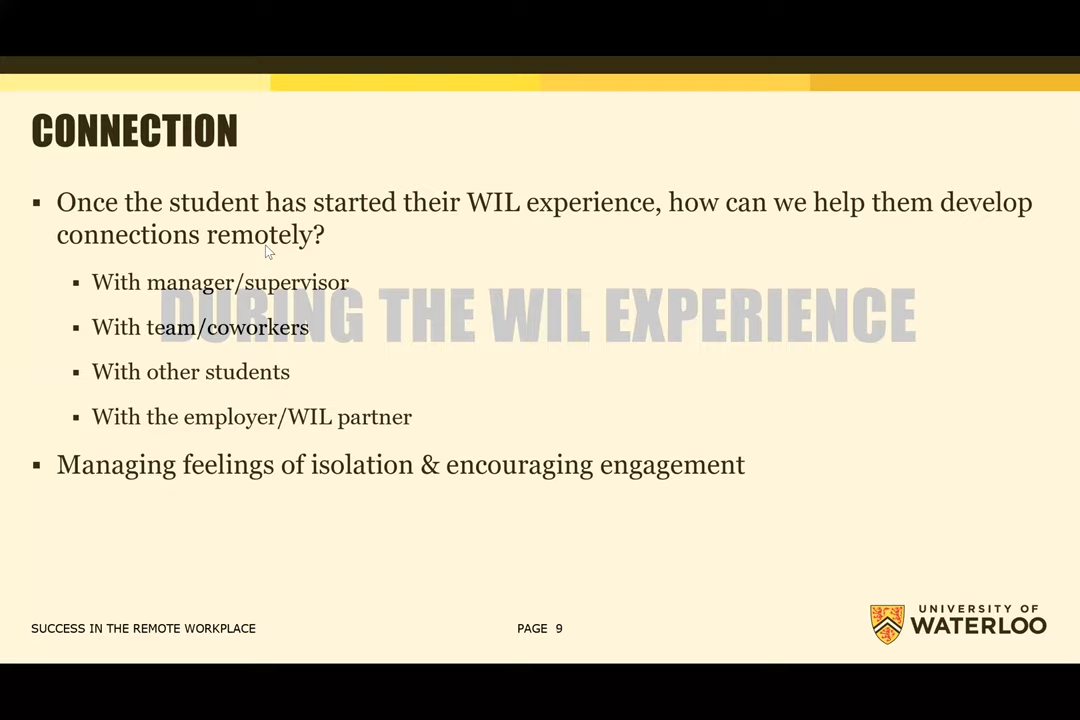 CONNECTION
▪ Once the student has started their WIL experience, how can we help them develop
connections remotely?
▪ With manager/supervisor
DURING THE WIL EXPERIENCE
▪ With team/coworkers
▪ With other students
▪ With the employer/WIL partner
▪ Managing feelings of isolation & encouraging engagement
SUCCESS IN THE REMOTE WORKPLACE
PAGE 9
UNIVERSITY OF
WATERLOO